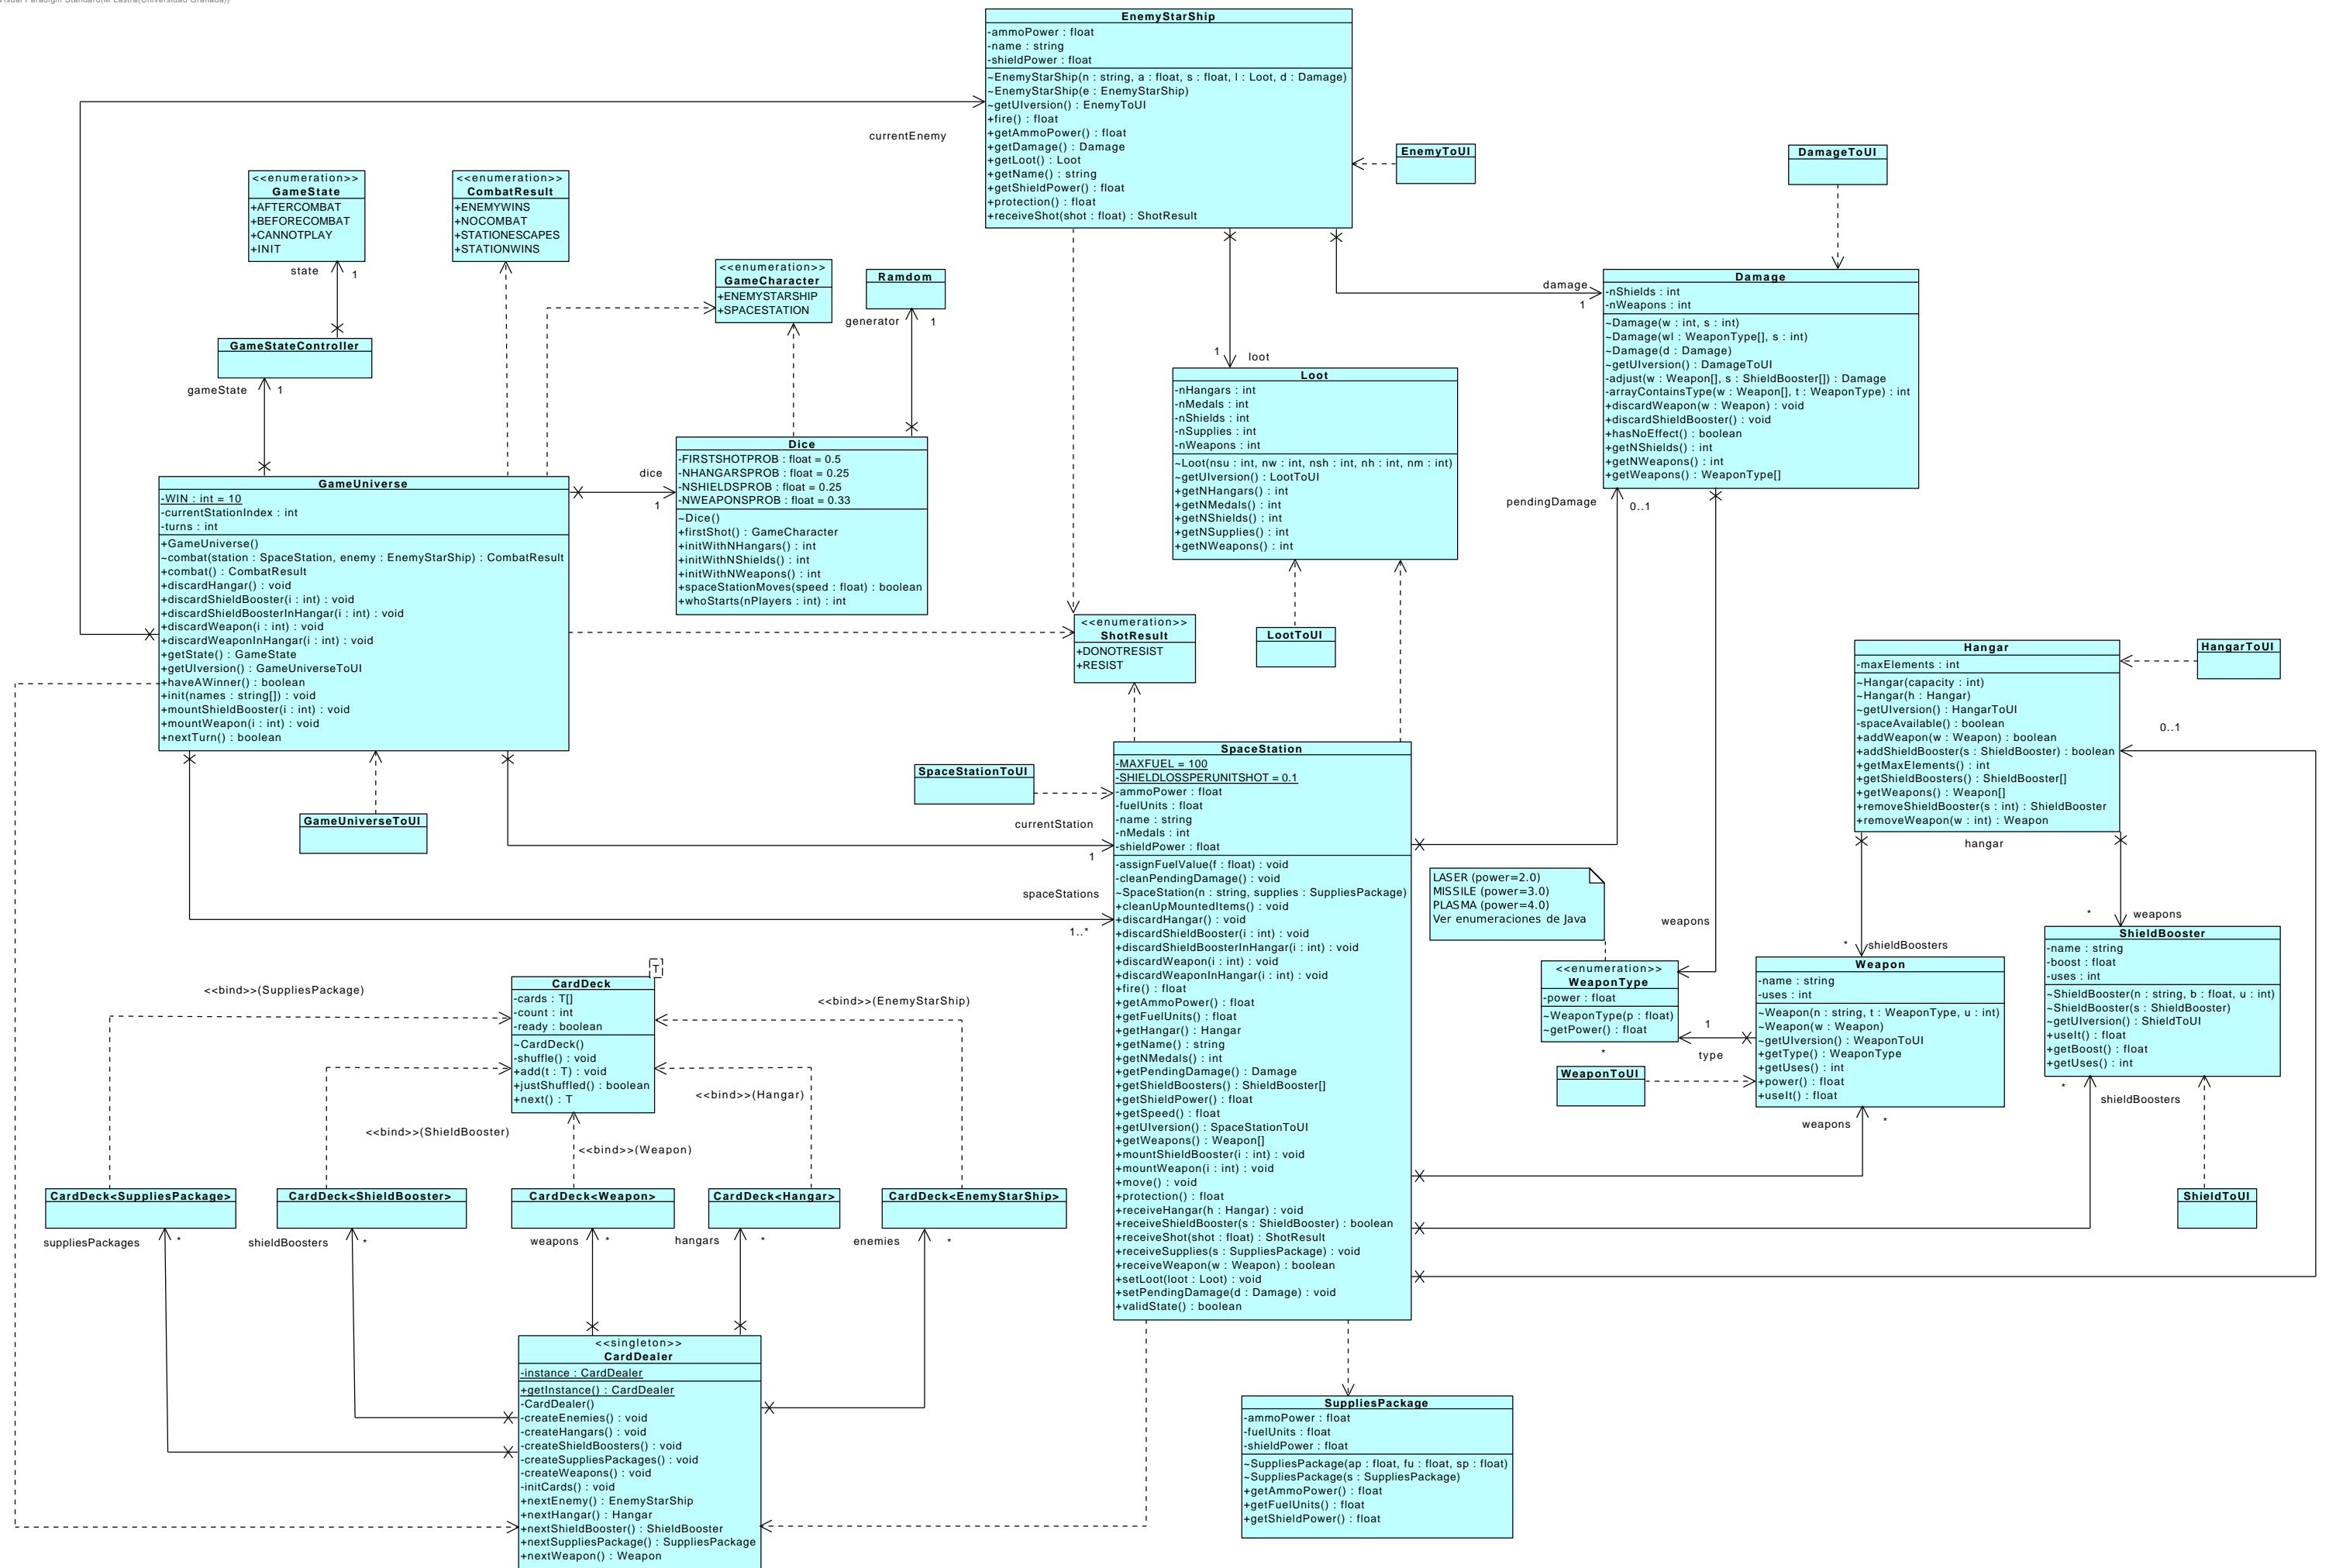 Visual Paradigm Standard(M Lastra(Universidad Granada))
EnemyStarShip
-ammoPower : float
-name : string
-shieldPower : float
~EnemyStarShip(n : string, a : float, s : float, l : Loot, d : Damage)
~EnemyStarShip(e : EnemyStarShip)
~getUIversion() : EnemyToUI
+fire() : float
+getAmmoPower() : float
+getDamage() : Damage
+getLoot() : Loot
+getName() : string
+getShieldPower() : float
+protection() : float
+receiveShot(shot : float) : ShotResult
currentEnemy
EnemyToUI
DamageToUI
<<enumeration>>
GameState
+AFTERCOMBAT
+BEFORECOMBAT
+CANNOTPLAY
+INIT
state
1
<<enumeration>>
CombatResult
+ENEMYWINS
+NOCOMBAT
+STATIONESCAPES
+STATIONWINS
<<enumeration>>
GameCharacter
+ENEMYSTARSHIP
+SPACESTATION
Ramdom
generator
1
GameStateController
gameState
1
damage
1
Damage
-nShields : int
-nWeapons : int
~Damage(w : int, s : int)
~Damage(wl : WeaponType[], s : int)
~Damage(d : Damage)
~getUIversion() : DamageToUI
-adjust(w : Weapon[], s : ShieldBooster[]) : Damage
-arrayContainsType(w : Weapon[], t : WeaponType) : int
+discardWeapon(w : Weapon) : void
+discardShieldBooster() : void
+hasNoEffect() : boolean
+getNShields() : int
+getNWeapons() : int
+getWeapons() : WeaponType[]
1
loot
Loot
-nHangars : int
-nMedals : int
-nShields : int
-nSupplies : int
-nWeapons : int
~Loot(nsu : int, nw : int, nsh : int, nh : int, nm : int)
~getUIversion() : LootToUI
+getNHangars() : int
+getNMedals() : int
+getNShields() : int
+getNSupplies() : int
+getNWeapons() : int
Dice
-FIRSTSHOTPROB : float = 0.5
-NHANGARSPROB : float = 0.25
-NSHIELDSPROB : float = 0.25
-NWEAPONSPROB : float = 0.33
~Dice()
+firstShot() : GameCharacter
+initWithNHangars() : int
+initWithNShields() : int
+initWithNWeapons() : int
+spaceStationMoves(speed : float) : boolean
+whoStarts(nPlayers : int) : int
dice
1
GameUniverse
-WIN : int = 10
-currentStationIndex : int
-turns : int
+GameUniverse()
~combat(station : SpaceStation, enemy : EnemyStarShip) : CombatResult
+combat() : CombatResult
+discardHangar() : void
+discardShieldBooster(i : int) : void
+discardShieldBoosterInHangar(i : int) : void
+discardWeapon(i : int) : void
+discardWeaponInHangar(i : int) : void
+getState() : GameState
+getUIversion() : GameUniverseToUI
+haveAWinner() : boolean
+init(names : string[]) : void
+mountShieldBooster(i : int) : void
+mountWeapon(i : int) : void
+nextTurn() : boolean
pendingDamage
0..1
<<enumeration>>
ShotResult
+DONOTRESIST
+RESIST
LootToUI
Hangar
-maxElements : int
~Hangar(capacity : int)
~Hangar(h : Hangar)
~getUIversion() : HangarToUI
-spaceAvailable() : boolean
+addWeapon(w : Weapon) : boolean
+addShieldBooster(s : ShieldBooster) : boolean
+getMaxElements() : int
+getShieldBoosters() : ShieldBooster[]
+getWeapons() : Weapon[]
+removeShieldBooster(s : int) : ShieldBooster
+removeWeapon(w : int) : Weapon
HangarToUI
0..1
hangar
SpaceStationToUI
GameUniverseToUI
currentStation
1
spaceStations
1..*
SpaceStation
-MAXFUEL = 100
-SHIELDLOSSPERUNITSHOT = 0.1
-ammoPower : float
-fuelUnits : float
-name : string
-nMedals : int
-shieldPower : float
-assignFuelValue(f : float) : void
-cleanPendingDamage() : void
~SpaceStation(n : string, supplies : SuppliesPackage)
+cleanUpMountedItems() : void
+discardHangar() : void
+discardShieldBooster(i : int) : void
+discardShieldBoosterInHangar(i : int) : void
+discardWeapon(i : int) : void
+discardWeaponInHangar(i : int) : void
+fire() : float
+getAmmoPower() : float
+getFuelUnits() : float
+getHangar() : Hangar
+getName() : string
+getNMedals() : int
+getPendingDamage() : Damage
+getShieldBoosters() : ShieldBooster[]
+getShieldPower() : float
+getSpeed() : float
+getUIversion() : SpaceStationToUI
+getWeapons() : Weapon[]
+mountShieldBooster(i : int) : void
+mountWeapon(i : int) : void
+move() : void
+protection() : float
+receiveHangar(h : Hangar) : void
+receiveShieldBooster(s : ShieldBooster) : boolean
+receiveShot(shot : float) : ShotResult
+receiveSupplies(s : SuppliesPackage) : void
+receiveWeapon(w : Weapon) : boolean
+setLoot(loot : Loot) : void
+setPendingDamage(d : Damage) : void
+validState() : boolean
LASER (power=2.0)
MISSILE (power=3.0)
PLASMA (power=4.0)
Ver enumeraciones de Java
weapons
* shieldBoosters
* weapons
<<enumeration>>
WeaponType
-power : float
~WeaponType(p : float)
~getPower() : float
*
1
type
WeaponToUI
Weapon
-name : string
-uses : int
~Weapon(n : string, t : WeaponType, u : int)
~Weapon(w : Weapon)
~getUIversion() : WeaponToUI
+getType() : WeaponType
+getUses() : int
+power() : float
+useIt() : float
weapons
*
ShieldBooster
-name : string
-boost : float
-uses : int
~ShieldBooster(n : string, b : float, u : int)
~ShieldBooster(s : ShieldBooster)
~getUIversion() : ShieldToUI
+useIt() : float
+getBoost() : float
+getUses() : int
*
shieldBoosters
ShieldToUI
T
CardDeck
-cards : T[]
-count : int
-ready : boolean
~CardDeck()
-shuffle() : void
+add(t : T) : void
+justShuffled() : boolean
+next() : T
<<bind>>(SuppliesPackage)
<<bind>>(EnemyStarShip)
<<bind>>(Hangar)
<<bind>>(ShieldBooster)
<<bind>>(Weapon)
CardDeck<SuppliesPackage>
CardDeck<ShieldBooster>
CardDeck<Weapon>
CardDeck<Hangar>
CardDeck<EnemyStarShip>
suppliesPackages *
shieldBoosters *
weapons *
hangars *
enemies *
<<singleton>>
CardDealer
-instance : CardDealer
+getInstance() : CardDealer
-CardDealer()
-createEnemies() : void
-createHangars() : void
-createShieldBoosters() : void
-createSuppliesPackages() : void
-createWeapons() : void
-initCards() : void
+nextEnemy() : EnemyStarShip
+nextHangar() : Hangar
+nextShieldBooster() : ShieldBooster
+nextSuppliesPackage() : SuppliesPackage
+nextWeapon() : Weapon
SuppliesPackage
-ammoPower : float
-fuelUnits : float
-shieldPower : float
~SuppliesPackage(ap : float, fu : float, sp : float)
~SuppliesPackage(s : SuppliesPackage)
+getAmmoPower() : float
+getFuelUnits() : float
+getShieldPower() : float